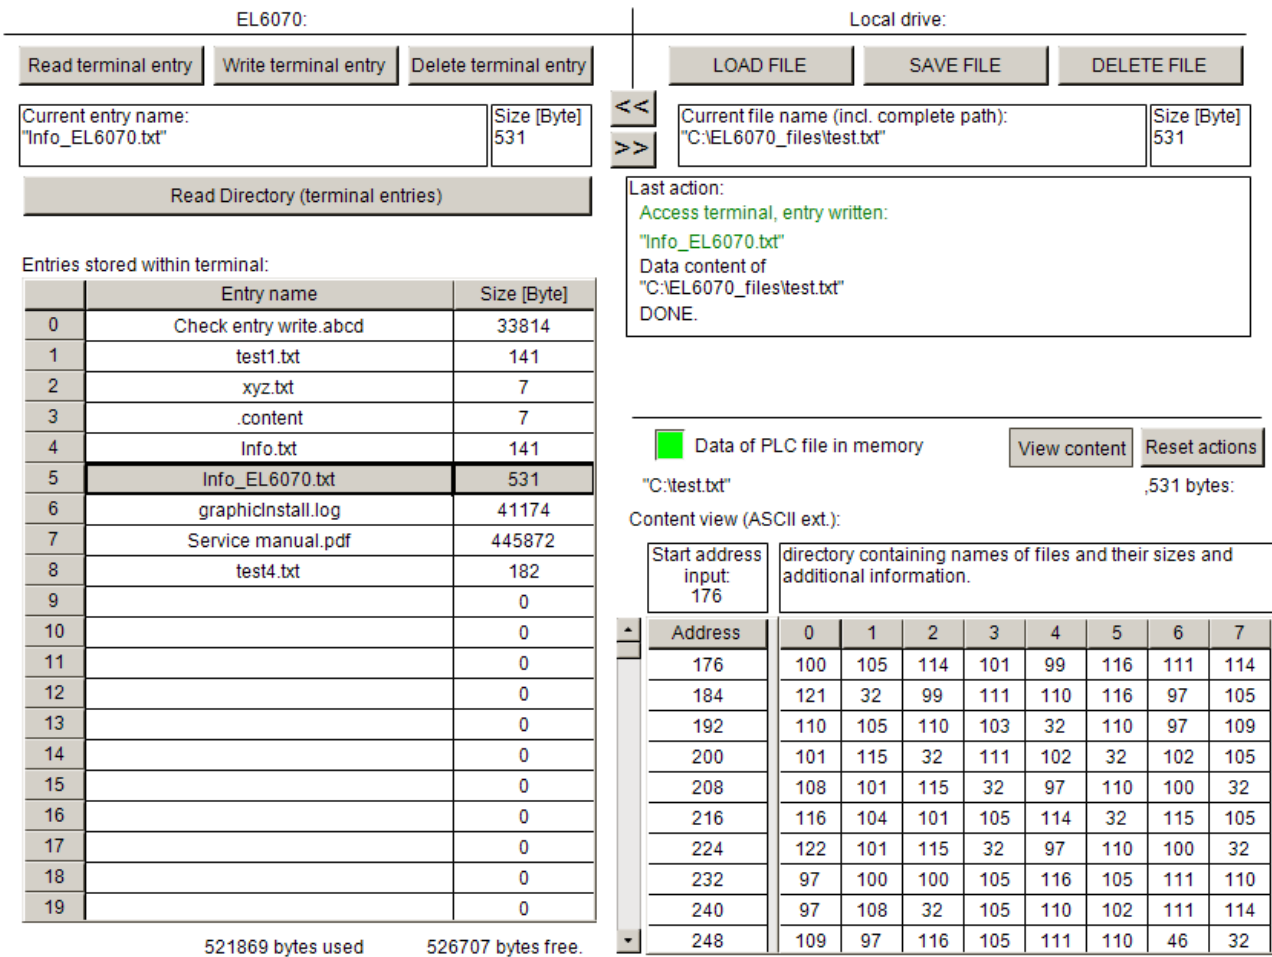 EL6070:
Local drive:
Read terminal entry
Write terminal entry
Delete terminal entry
LOAD FILE
SAVE FILE
DELETE FILE
Current entry name:
"Info_EL6070.txt"
Size [Byte]
531
<<
>>
Current file name (incl. complete path):
"C:\EL6070_files\test.txt"
Size [Byte]
531
Read Directory (terminal entries)
Last action:
Access terminal, entry written:
"Info_EL6070.txt"
Data content of
"C:\EL6070_files\test.txt"
DONE.
Entries stored within terminal:
Entry name Size [Byte]
0 Check entry write.abcd 33814
1 test1.txt 141
2 xyz.txt 7
3 .content 7
4 Info.txt 141
5 Info_EL6070.txt 531
6 graphicInstall.log 41174
7 Service manual.pdf 445872
8 test4.txt 182
9 0
10 0
11 0
12 0
13 0
14 0
15 0
16 0
17 0
18 0
19 0
521869 bytes used 526707 bytes free.
Data of PLC file in memory
View content
Reset actions
"C:\test.txt" ,531 bytes:
Content view (ASCII ext.):
Start address
input:
176
directory containing names of files and their sizes and
additional information.
Address 0 1 2 3 4 5 6 7
176 100 105 114 101 99 116 111 114
184 121 32 99 111 110 116 97 105
192 110 105 110 103 32 110 97 109
200 101 115 32 111 102 32 102 105
208 108 101 115 32 97 110 100 32
216 116 104 101 105 114 32 115 105
224 122 101 115 32 97 110 100 32
232 97 100 100 105 116 105 111 110
240 97 108 32 105 110 102 111 114
248 109 97 116 105 111 110 46 32